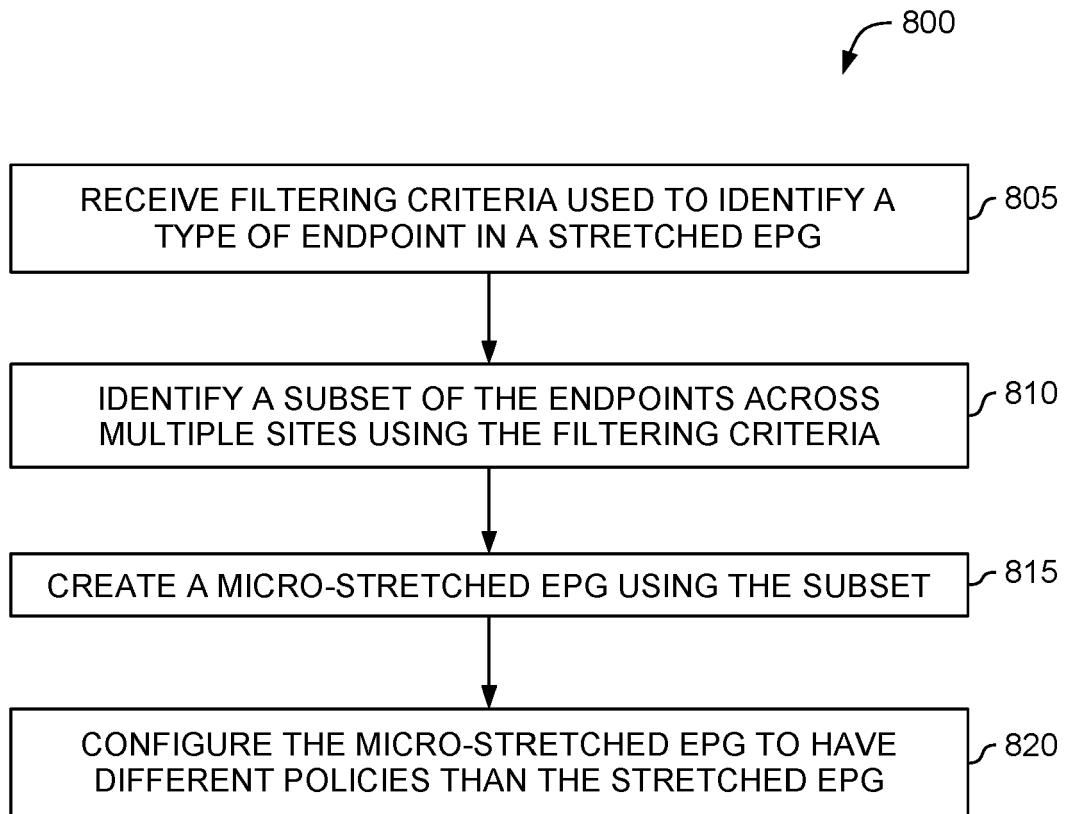 800
RECEIVE FILTERING CRITERIA USED TO IDENTIFY A
TYPE OF ENDPOINT IN A STRETCHED EPG
805
IDENTIFY A SUBSET OF THE ENDPOINTS ACROSS
MULTIPLE SITES USING THE FILTERING CRITERIA
810
CREATE A MICRO-STRETCHED EPG USING THE SUBSET
815
CONFIGURE THE MICRO-STRETCHED EPG TO HAVE
DIFFERENT POLICIES THAN THE STRETCHED EPG
820